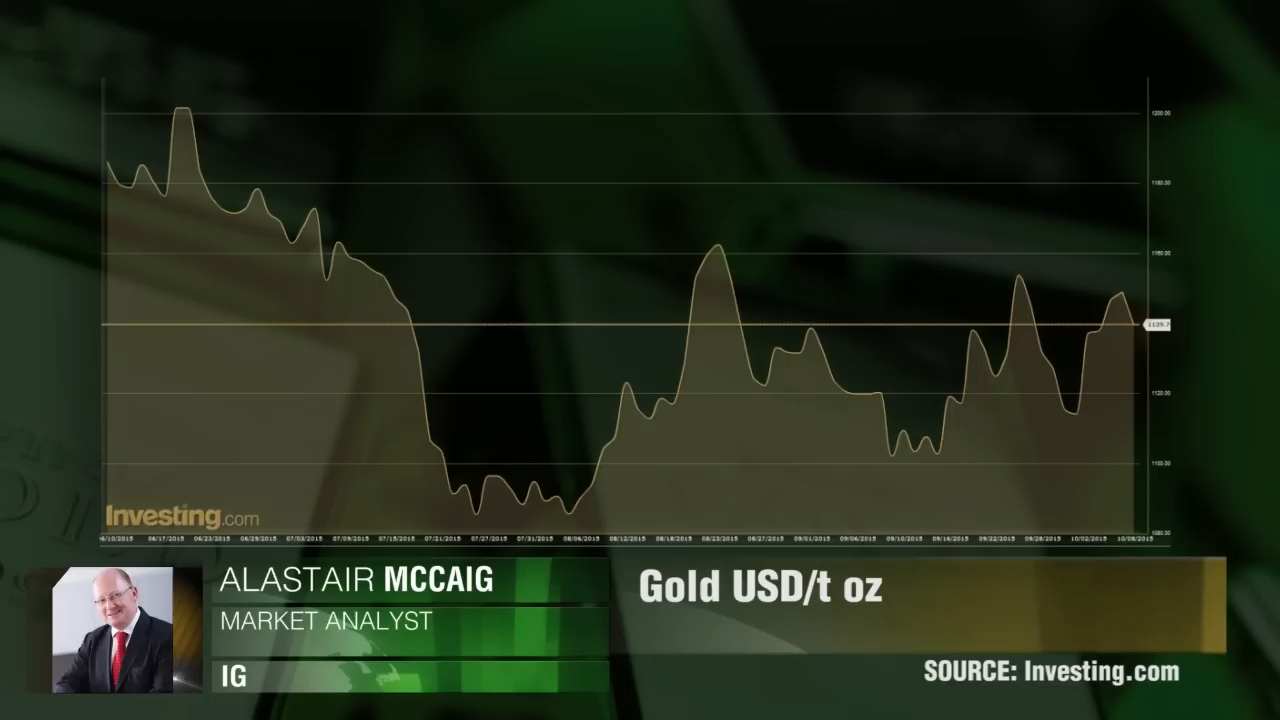 1200.00
1180.00
1160.00
1139.7
1120.00
1100.00
1080.00
Investing.com
06/17/2015 06/23/2015 06/29/2015 07/03/2015 07/09/2015 07/15/2015 07/21/2015 07/27/2015 07/31/2015 08/06/2015 08/12/2015 08/18/2015 08/23/2015 08/27/2015 09/01/2015 09/06/2015 09/10/2015 09/16/2015 09/22/2015 09/28/2015 10/02/2015 10/08/2015
ALASTAIR MCCAIG
MARKET ANALYST
IG
Gold USD/t oz
SOURCE: Investing.com